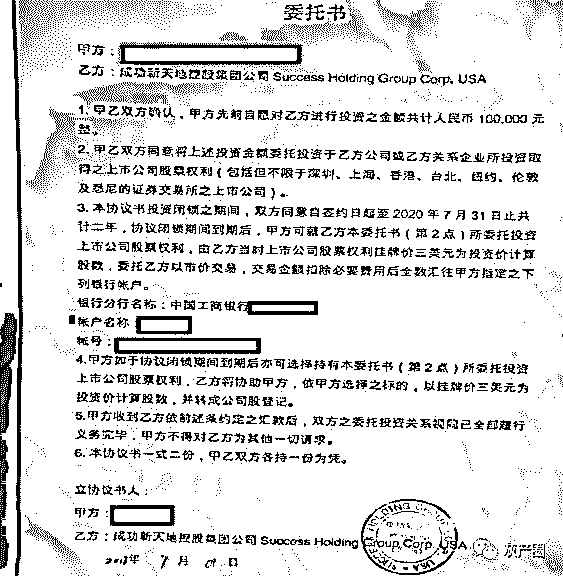 委托书
甲方：
乙方：成功新天地控股集团公司 Success Holding Group Corp. USA
1. 甲乙双方确认，甲方先前自愿对乙方进行投资之金额共计人民币 100,000 元
整。
2. 甲乙双方同意将上述投资金额委托投资于乙方公司或乙方关系企业所投资取
得之上市公司股票权利（包括但不限于深圳、上海、香港、台北、纽约、伦敦
及悉尼的证券交易所之上市公司）。
3. 本协议书投资闭锁之期间，双方同意自签约日起至 2020 年 7 月 31 日止共
计二年，协议闭锁期间到期后，甲方可就乙方本委托书（第 2 点）所委托投资
上市公司股票权利，由乙方当时上市公司股票权利挂牌价三美元为投资价计算
股数，委托乙方以市价交易，交易金额扣除必要费用后全数汇往甲方指定之下
列银行帐户。
银行分行名称：中国工商银行
帐户名称
帐号：
4.甲方如于协议闭锁期间到期后亦可选择持有本委托书（第 2 点）所委托投资
上市公司股票权利，乙方将协助甲方，依甲方选择之标的，以挂牌价三美元为
投资价计算股数，并转成公司股登记。
5.甲方收到乙方依前述条约定之汇款后，双方之委托投资关系视同已全部履行
义务完毕，甲方不得对乙方为其他一切请求。
6. 本协议书一式二份，甲乙双方各持一份为凭。
立协议书人：
甲方：
乙方：成功新天地控股集团公司 Success Holding Group Corp. USA
年 7 月 日